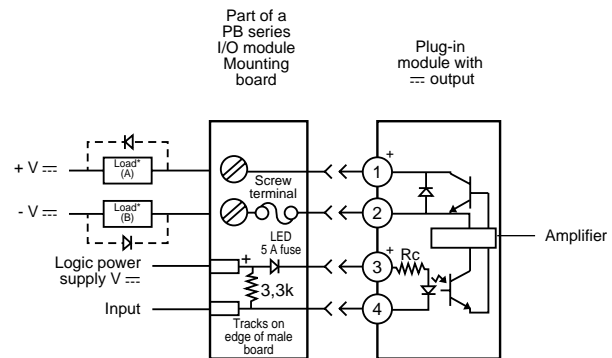 Part of a
PB series
I/O module
Mounting
board
Plug-in
module with
⎓ output
+ V ⎓
Load*
(A)
Screw
terminal
+
1
- V ⎓
Load*
(B)
2
Amplifier
LED
5 A fuse
Logic power
supply V ⎓
+
+
3
Rc
3,3k
Input
4
Tracks on
edge of male
board